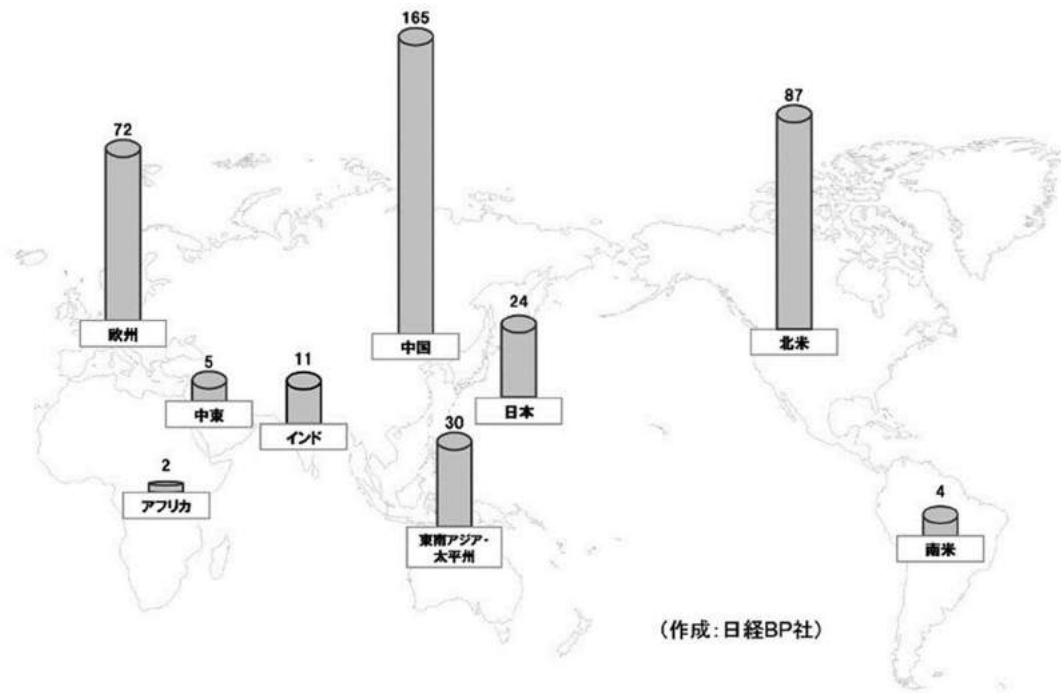 165
87
72
欧州
中国
北米
24
日本
5
中東
11
インド
30
東南アジア・
太平州
2
アフリカ
4
南米
（作成：日経BP社）